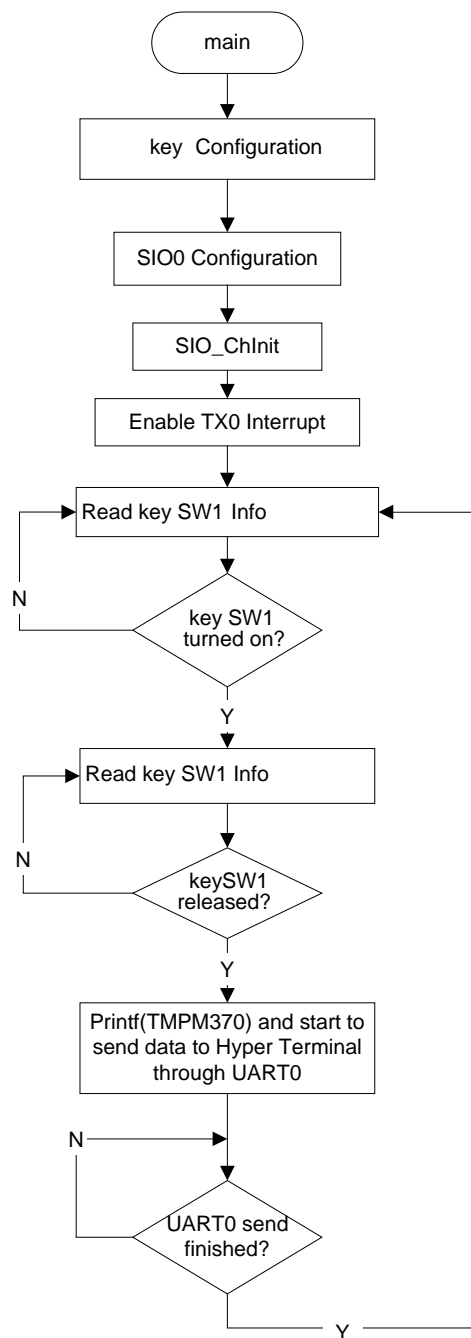 main
key Configuration
SIO0 Configuration
SIO_ChInit
Enable TX0 Interrupt
Read key SW1 Info
N
key SW1
turned on?
Y
Read key SW1 Info
N
keySW1
released?
Y
Printf(TMPM370) and start to
send data to Hyper Terminal
through UART0
N
UART0 send
finished?
Y